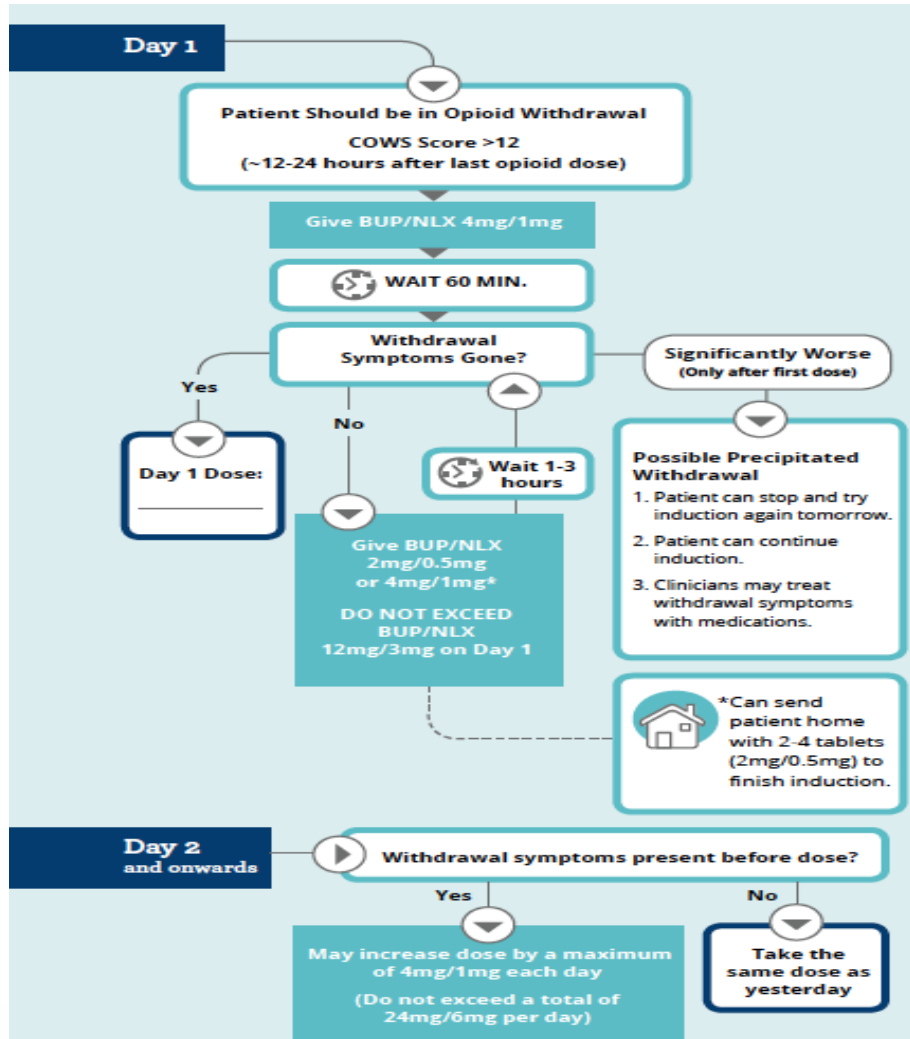 Day 1
Patient Should be in Opioid Withdrawal
COWS Score >12
(~12-24 hours after last opioid dose)
Give BUP/NLX 4mg/1mg
WAIT 60 MIN.
Withdrawal
Symptoms Gone?
Significantly Worse
(Only after first dose)
Yes
No
Day 1 Dose:
Wait 1-3
hours
Possible Precipitated
Withdrawal
1. Patient can stop and try
induction again tomorrow.
2. Patient can continue
induction.
3. Clinicians may treat
withdrawal symptoms
with medications.
Give BUP/NLX
2mg/0.5mg
or 4mg/1mg*
DO NOT EXCEED
BUP/NLX
12mg/3mg on Day 1
*Can send
patient home
with 2-4 tablets
(2mg/0.5mg) to
finish induction.
Day 2
and onwards
Withdrawal symptoms present before dose?
Yes
No
May increase dose by a maximum
of 4mg/1mg each day
(Do not exceed a total of
24mg/6mg per day)
Take the
same dose as
yesterday